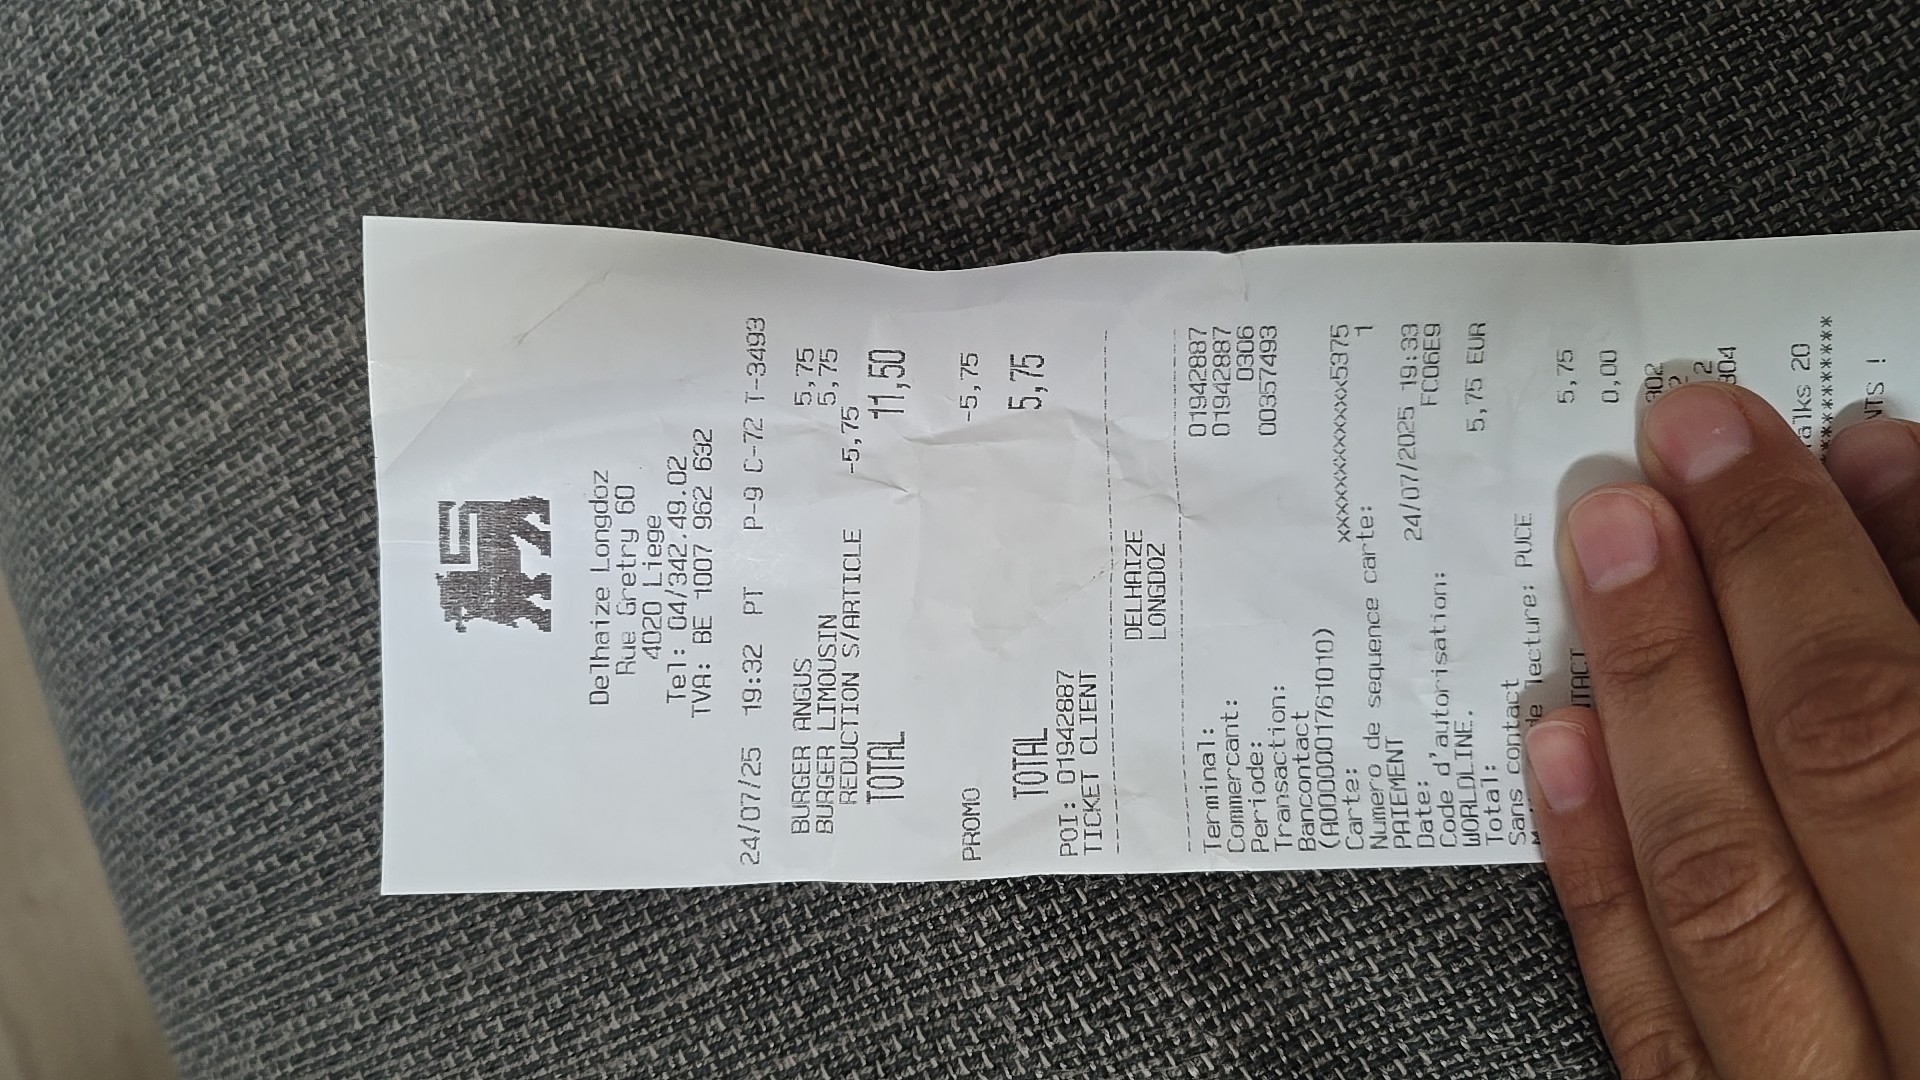 Delhaize Longdoz
Rue Gretry 60
4020 Liege
Tel: 04/342.49.02
TVA: BE 1007 962 632
24/07/25 19:32 PT P-9 C-72 T-3493
BURGER ANGUS 5,75
BURGER LIMOUSIN 5,75
REDUCTION S/ARTICLE -5,75
TOTAL 11,50
PROMO -5,75
TOTAL 5,75
POI: 01942887
TICKET CLIENT
DELHAIZE
LONGDOZ
Terminal: 01942887
Commercant: 01942887
Periode: 0306
Transaction: 00357493
Bancontact
(A0000001761010)
Carte: xxxxxxxxxxxxx5375
Numero de sequence carte: 1
PAIEMENT
Date: 24/07/2025 19:33
Code d'autorisation: FC06E9
WORLDLINE.
Total: 5,75 EUR
Sans contact
lecture: PUCE
5,75
0,00
20